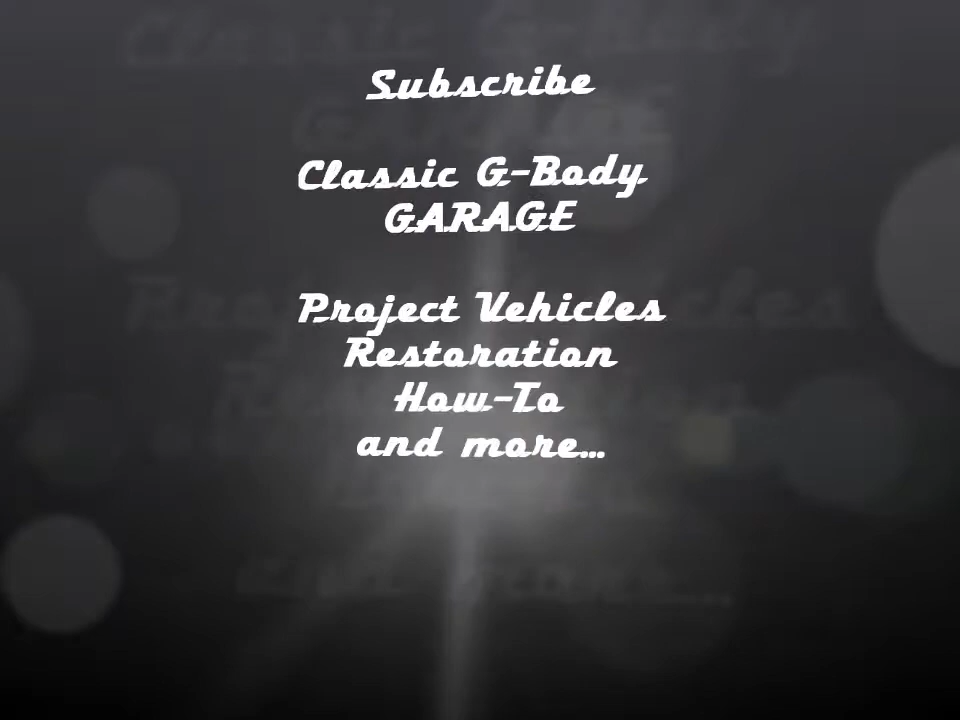 Subscribe
Classic G-Body
GARAGE
Project Vehicles
Restoration
How-To
and more...